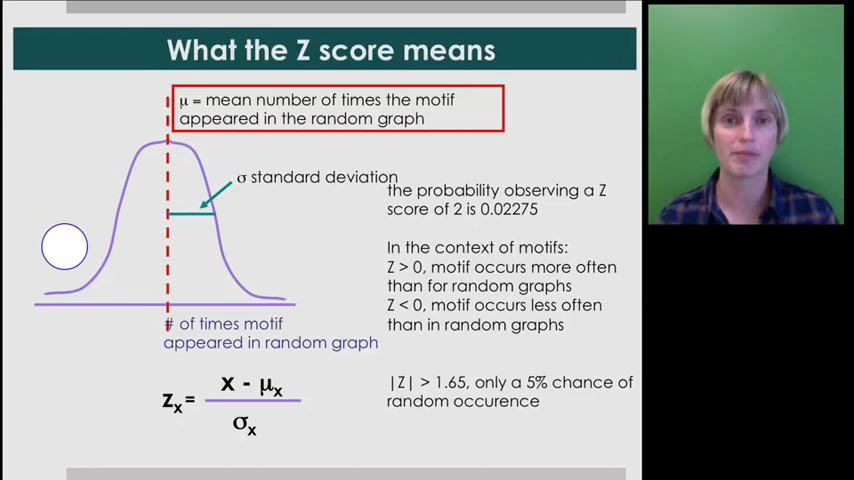 What the Z score means
μ = mean number of times the motif
appeared in the random graph
σ standard deviation
the probability observing a Z
score of 2 is 0.02275
In the context of motifs:
Z > 0, motif occurs more often
than for random graphs
Z < 0, motif occurs less often
than in random graphs
# of times motif
appeared in random graph
|Z| > 1.65, only a 5% chance of
random occurence
zₓ = (x - μₓ) / σₓ